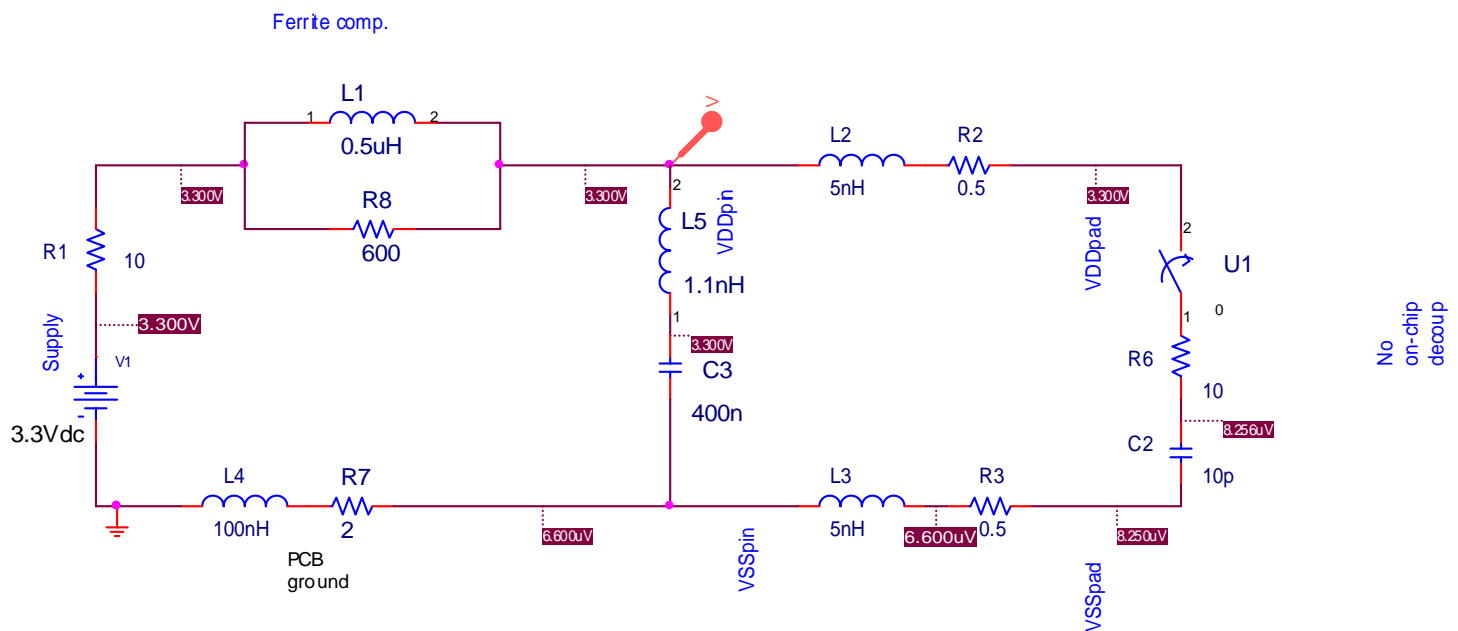 Ferrite comp.
L1
1
2
0.5uH
R8
600
3.300V
3.300V
V
L2
5nH
R2
0.5
3.300V
R1
10
2
L5
VDDpin
1.1nH
1
3.300V
C3
400n
VDDpad
2
U1
0
1
R6
10
8.256uV
C2
10p
No
on-chip
decoup
Supply
3.300V
V1
+
-
3.3Vdc
L4
100nH
R7
2
PCB
ground
6.600uV
VSSpin
L3
5nH
6.600uV
R3
0.5
8.250uV
VSSpad